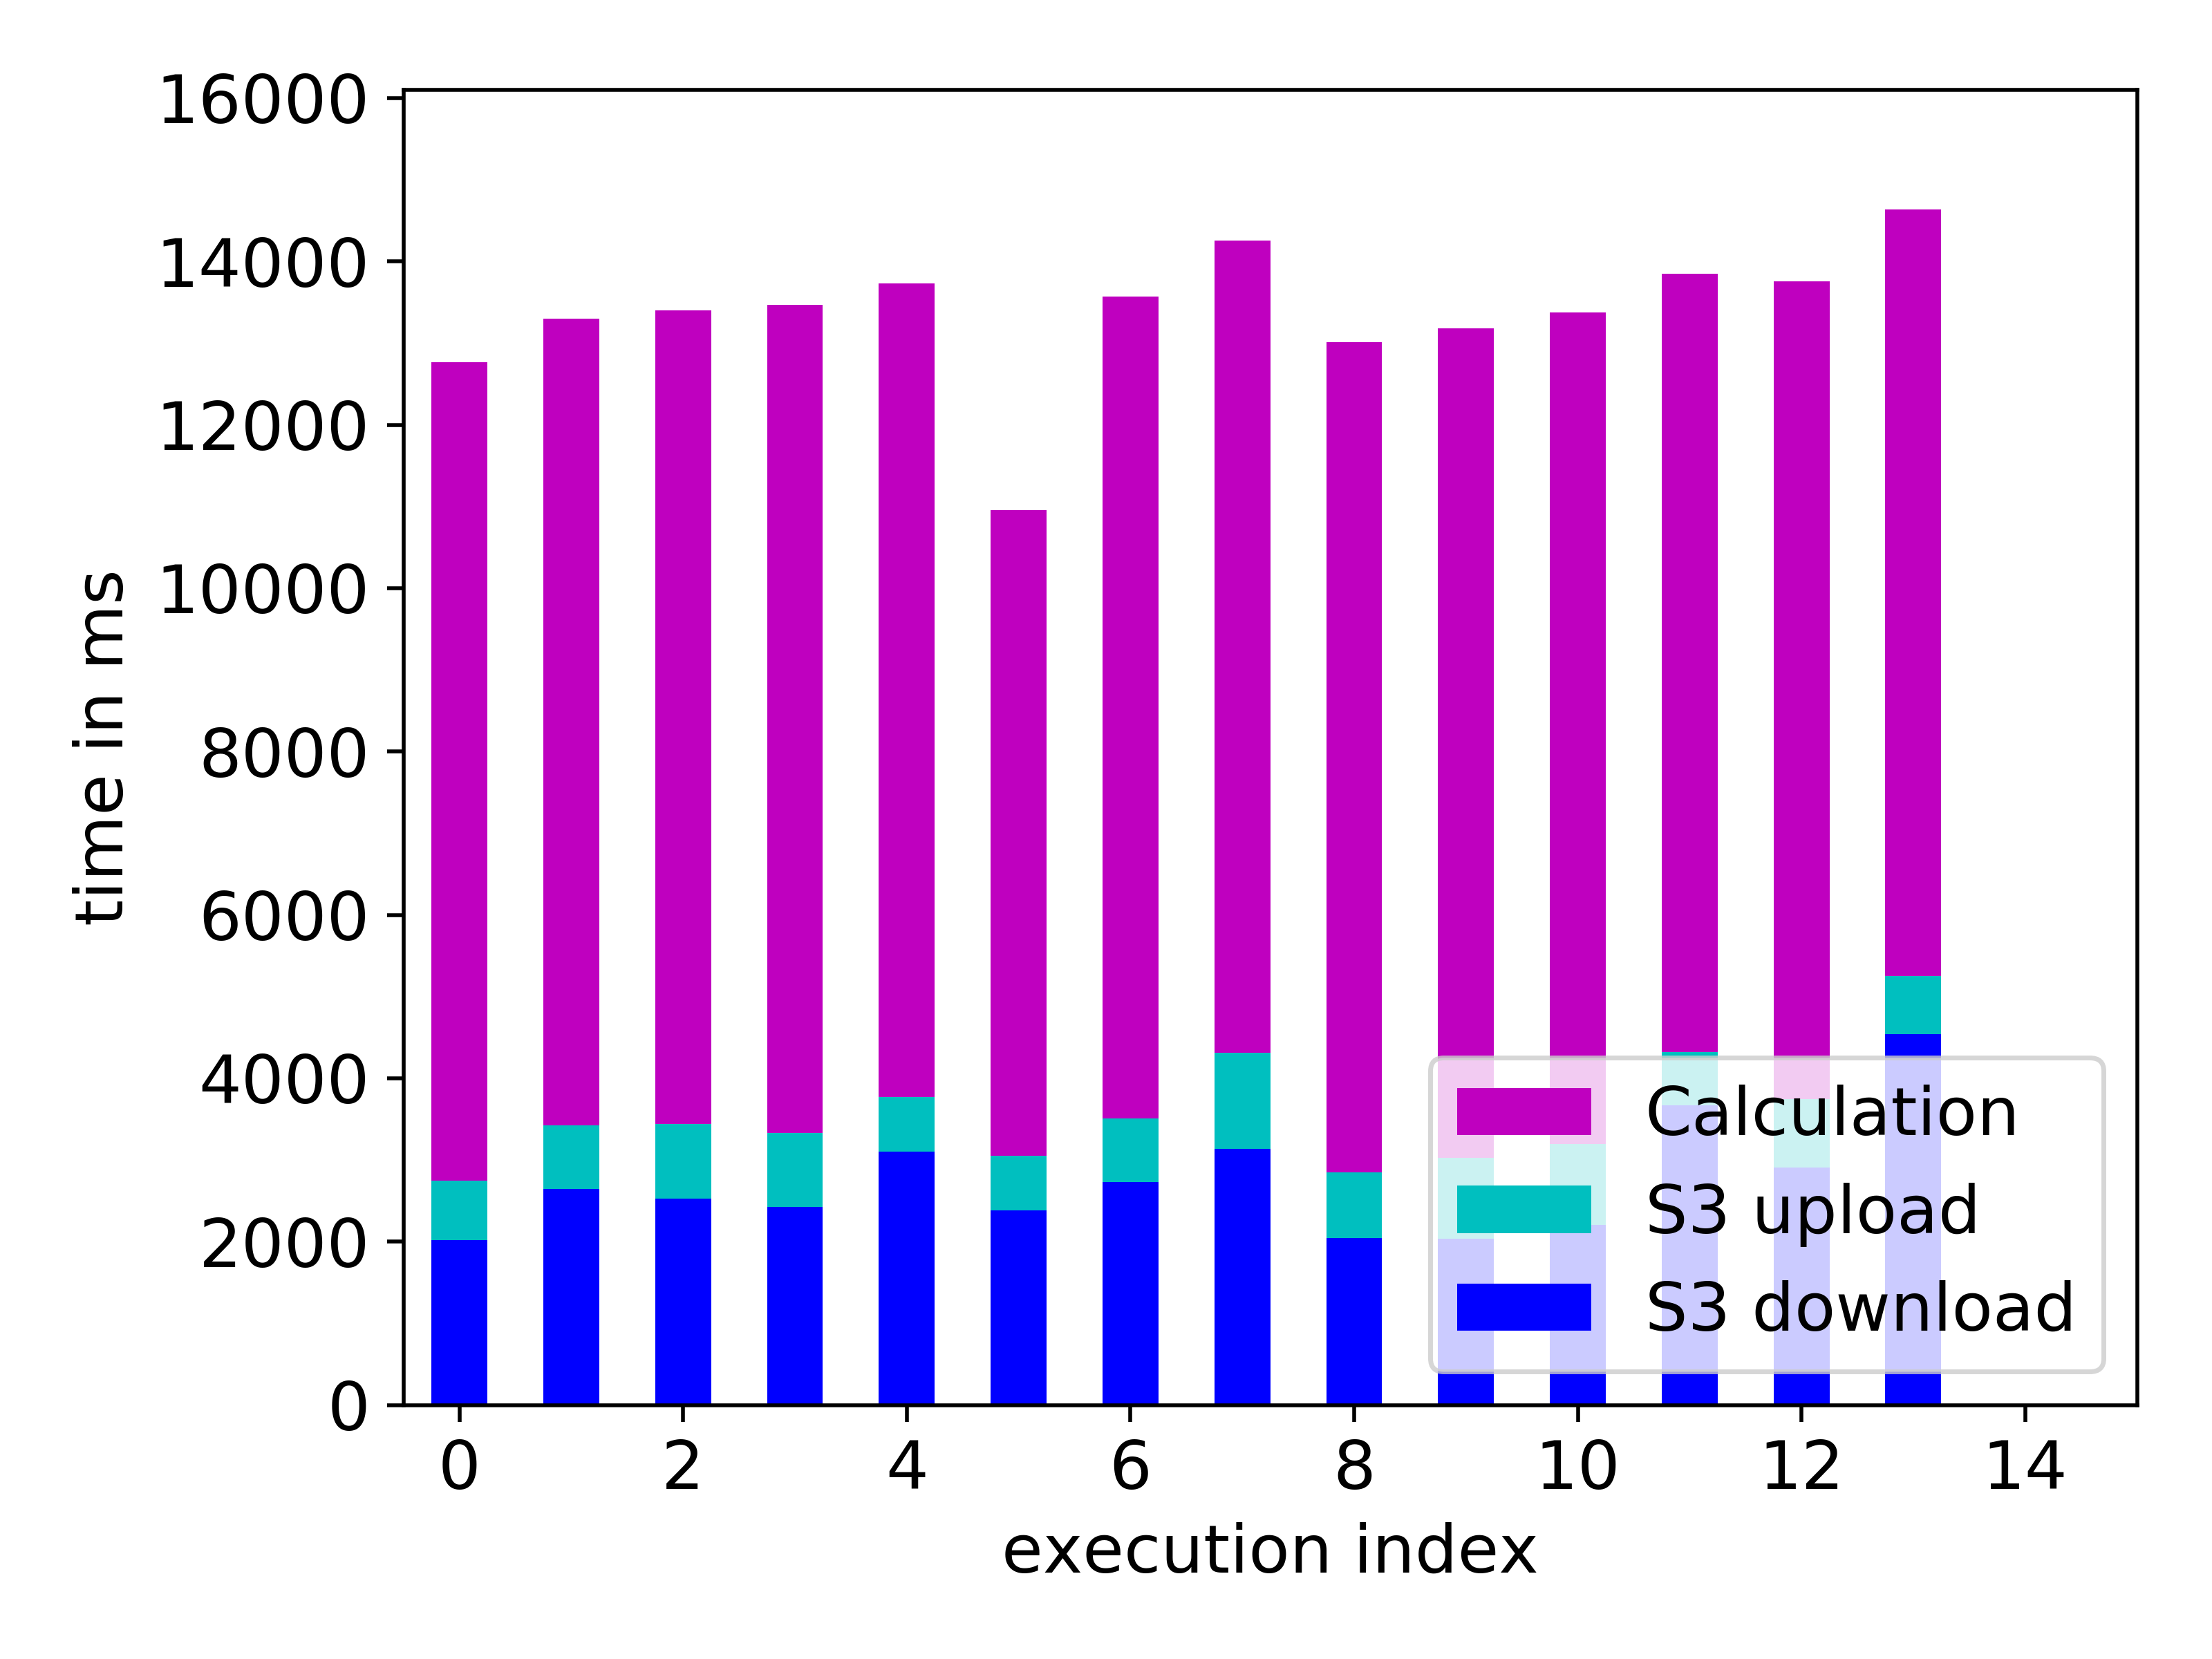 16000
14000
12000
10000
8000
6000
4000
2000
0
time in ms
Calculation
S3 upload
S3 download
0 2 4 6 8 10 12 14
execution index